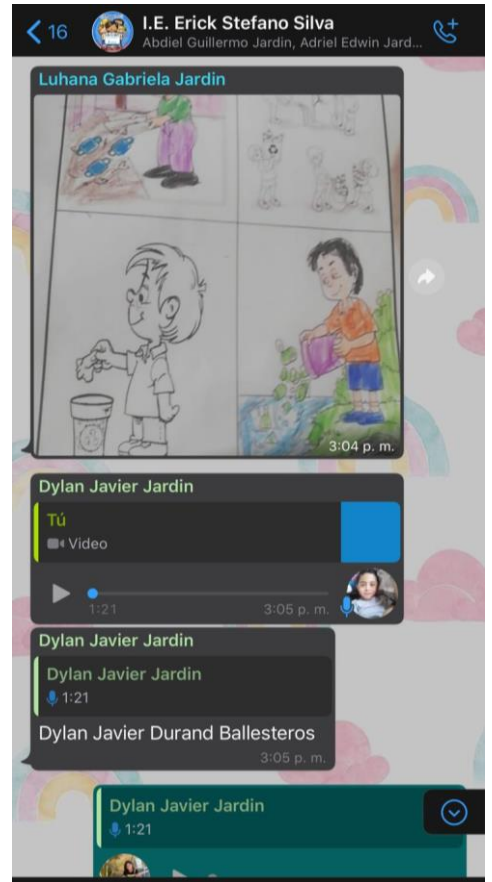 16
I.E. Erick Stefano Silva
Abdiel Guillermo Jardin, Adriel Edwin Jard...
Luhana Gabriela Jardin
3:04 p. m.
Dylan Javier Jardin
Tú
Video
1:21
3:05 p. m.
Dylan Javier Jardin
Dylan Javier Jardin
1:21
Dylan Javier Durand Ballesteros
3:05 p. m.
Dylan Javier Jardin
1:21